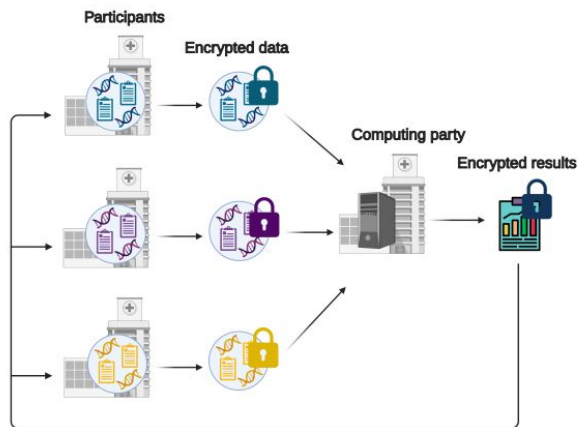 Participants
Encrypted data
Computing party
Encrypted results